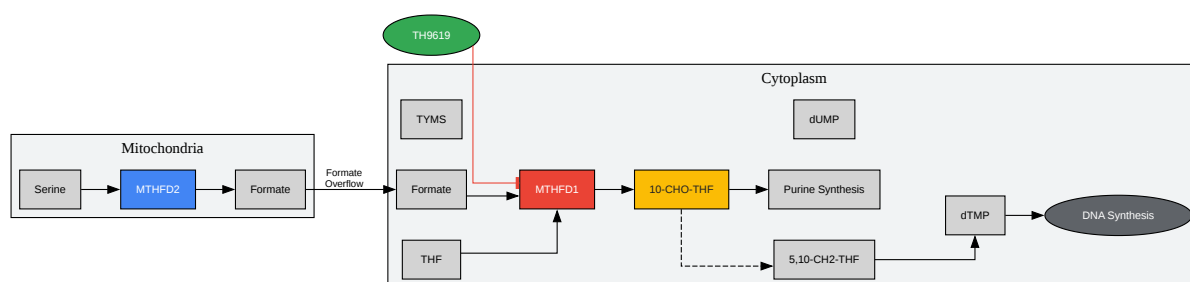 TH9619
Cytoplasm
TYMS
dUMP
Mitochondria
Serine
MTHFD2
Formate
Formate
Overflow
Formate
MTHFD1
10-CHO-THF
Purine Synthesis
dTMP
DNA Synthesis
THF
5,10-CH2-THF